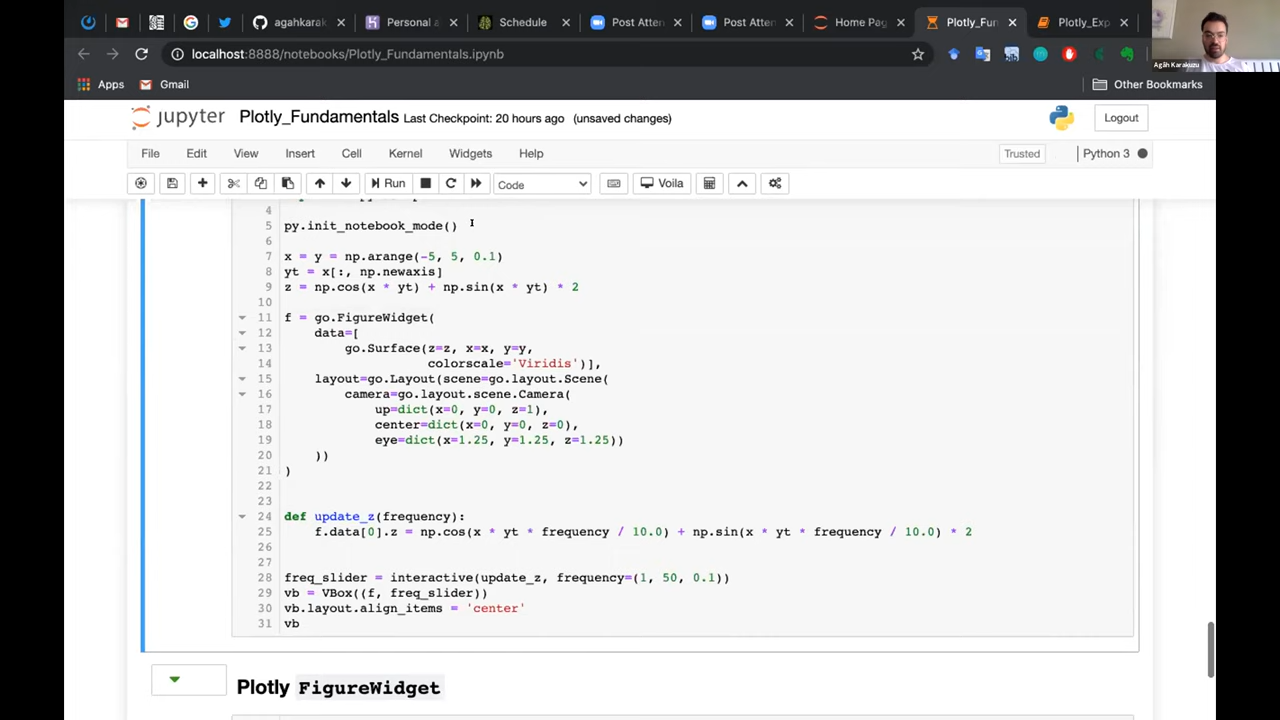 agahkarak
Personal a
Schedule
Post Atten
Post Atten
Home Pag
Plotly_Fun
Plotly_Exp
localhost:8888/notebooks/Plotly_Fundamentals.ipynb
Apps
Gmail
Other Bookmarks
Agâh Karakuzu
jupyter Plotly_Fundamentals Last Checkpoint: 20 hours ago (unsaved changes)
Logout
File Edit View Insert Cell Kernel Widgets Help
Trusted
Python 3
Run
Code
Voila
4
5 py.init_notebook_mode()
6
7 x = y = np.arange(-5, 5, 0.1)
8 yt = x[:, np.newaxis]
9 z = np.cos(x * yt) + np.sin(x * yt) * 2
10
11 f = go.FigureWidget(
12 data=[
13 go.Surface(z=z, x=x, y=y,
14 colorscale='Viridis')],
15 layout=go.Layout(scene=go.layout.Scene(
16 camera=go.layout.scene.Camera(
17 up=dict(x=0, y=0, z=1),
18 center=dict(x=0, y=0, z=0),
19 eye=dict(x=1.25, y=1.25, z=1.25))
20 ))
21 )
22
23
24 def update_z(frequency):
25 f.data[0].z = np.cos(x * yt * frequency / 10.0) + np.sin(x * yt * frequency / 10.0) * 2
26
27
28 freq_slider = interactive(update_z, frequency=(1, 50, 0.1))
29 vb = VBox((f, freq_slider))
30 vb.layout.align_items = 'center'
31 vb
Plotly FigureWidget